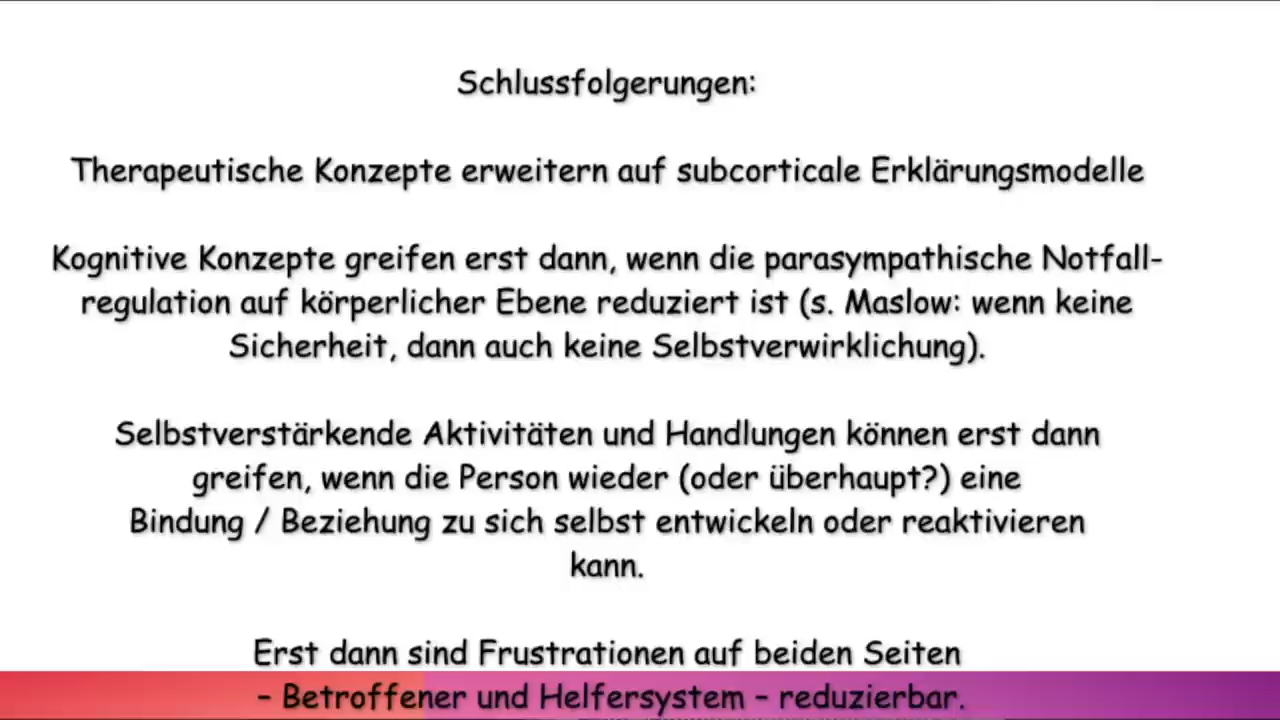 Schlussfolgerungen:
Therapeutische Konzepte erweitern auf subcorticale Erklärungsmodelle
Kognitive Konzepte greifen erst dann, wenn die parasympathische Notfall-
regulation auf körperlicher Ebene reduziert ist (s. Maslow: wenn keine
Sicherheit, dann auch keine Selbstverwirklichung).
Selbstverstärkende Aktivitäten und Handlungen können erst dann
greifen, wenn die Person wieder (oder überhaupt?) eine
Bindung / Beziehung zu sich selbst entwickeln oder reaktivieren
kann.
Erst dann sind Frustrationen auf beiden Seiten
– Betroffener und Helfersystem – reduzierbar.